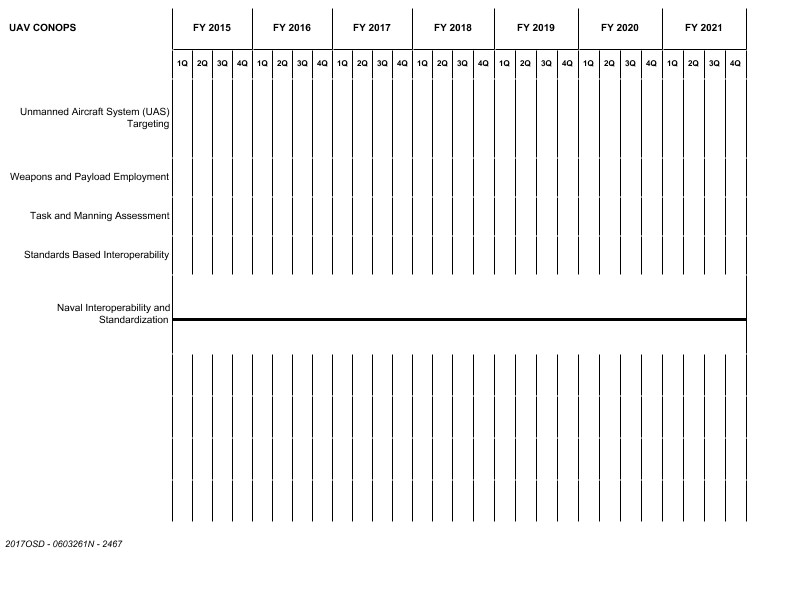 UAV CONOPS FY 2015 FY 2016 FY 2017 FY 2018 FY 2019 FY 2020 FY 2021
1Q 2Q 3Q 4Q 1Q 2Q 3Q 4Q 1Q 2Q 3Q 4Q 1Q 2Q 3Q 4Q 1Q 2Q 3Q 4Q 1Q 2Q 3Q 4Q 1Q 2Q 3Q 4Q
Unmanned Aircraft System (UAS)
Targeting
Weapons and Payload Employment
Task and Manning Assessment
Standards Based Interoperability
Naval Interoperability and
Standardization
2017OSD - 0603261N - 2467